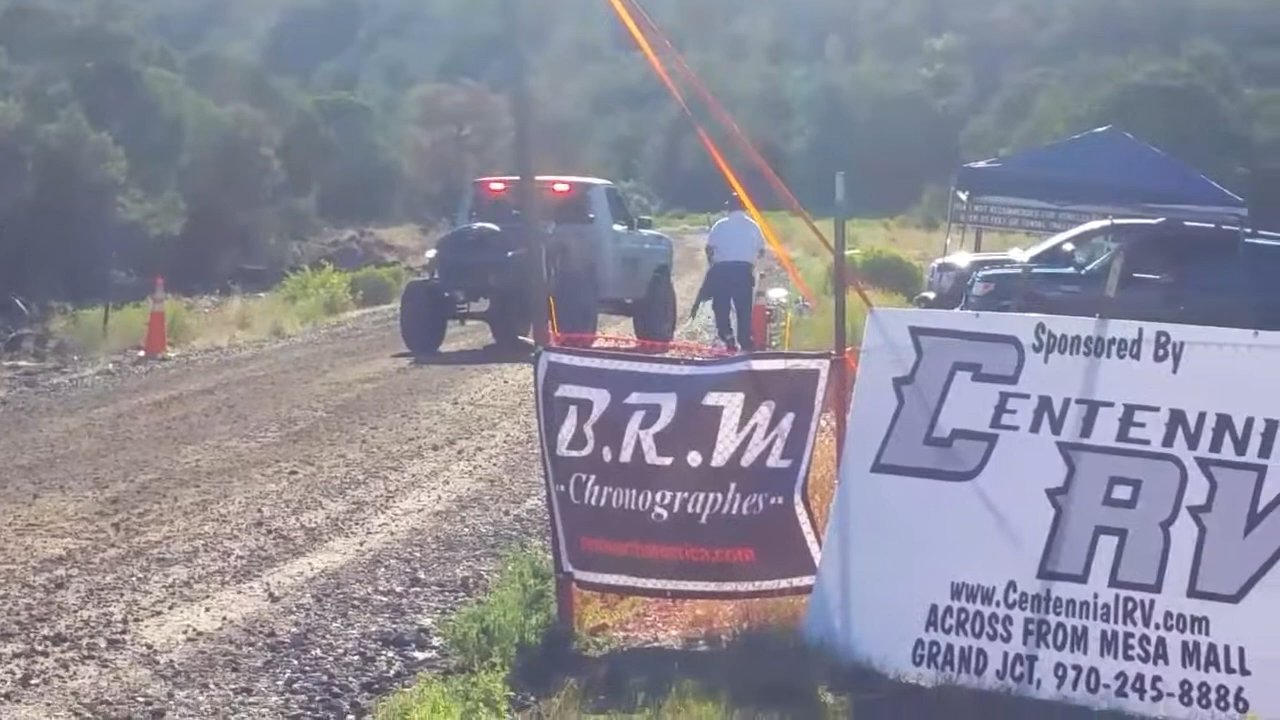 B.R.M
Chronographes
Sponsored By
CENTENNI
RV
www.CentennialRV.com
ACROSS FROM MESA MALL
GRAND JCT, 970-245-8886